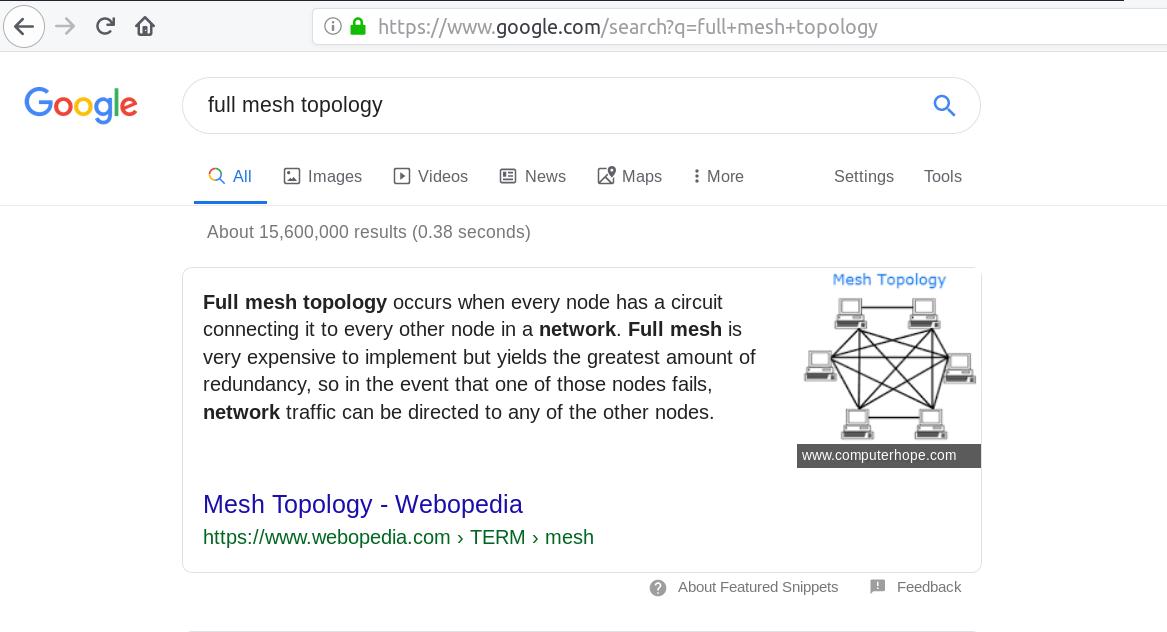 https://www.google.com/search?q=full+mesh+topology
Google
full mesh topology
All Images Videos News Maps More Settings Tools
About 15,600,000 results (0.38 seconds)
Mesh Topology
Full mesh topology occurs when every node has a circuit
connecting it to every other node in a network. Full mesh is
very expensive to implement but yields the greatest amount of
redundancy, so in the event that one of those nodes fails,
network traffic can be directed to any of the other nodes.
www.computerhope.com
Mesh Topology - Webopedia
https://www.webopedia.com › TERM › mesh
About Featured Snippets Feedback